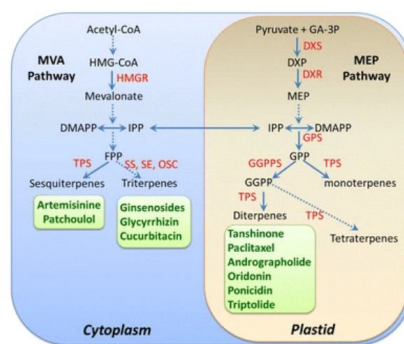 Acetyl-CoA
MVA
Pathway
HMG-CoA
HMGR
Mevalonate
DMAPP
IPP
FPP
TPS
SS, SE, OSC
Sesquiterpenes
Triterpenes
Artemisinine
Patchoulol
Ginsenosides
Glycyrrhizin
Cucurbitacin
Cytoplasm
Pyruvate + GA-3P
DXS
DXP
MEP
Pathway
DXR
MEP
IPP
DMAPP
GPS
GPP
GGPPS
TPS
GGPP
monoterpenes
TPS
TPS
Diterpenes
Tetraterpenes
Tanshinone
Paclitaxel
Andrographolide
Oridonin
Ponicidin
Triptolide
Plastid